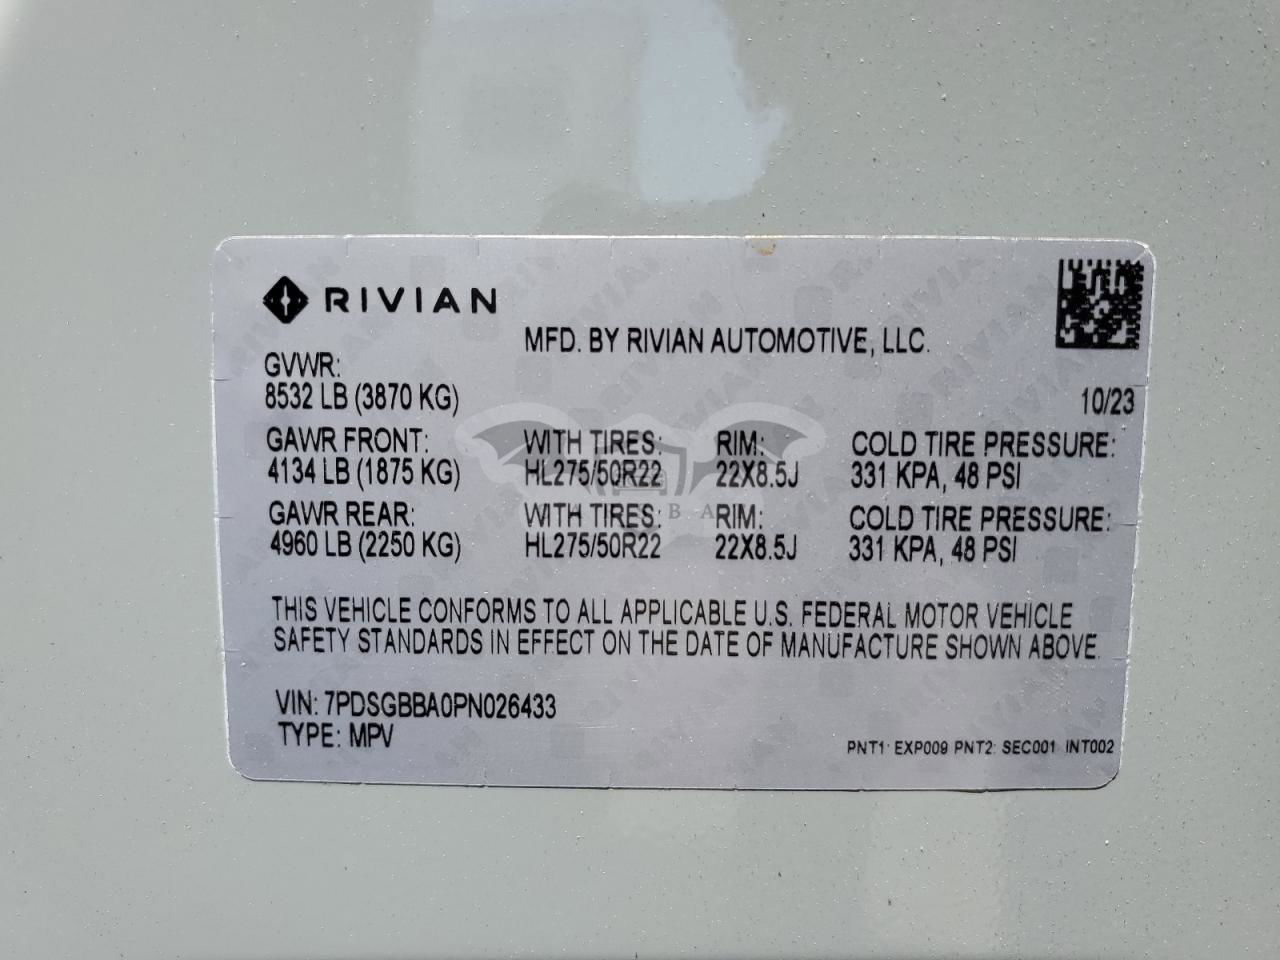 RIVIAN
MFD. BY RIVIAN AUTOMOTIVE, LLC.
GVWR:
8532 LB (3870 KG)
10/23
GAWR FRONT: WITH TIRES: RIM: COLD TIRE PRESSURE:
4134 LB (1875 KG) HL275/50R22 22X8.5J 331 KPA, 48 PSI
GAWR REAR: WITH TIRES: RIM: COLD TIRE PRESSURE:
4960 LB (2250 KG) HL275/50R22 22X8.5J 331 KPA, 48 PSI
THIS VEHICLE CONFORMS TO ALL APPLICABLE U.S. FEDERAL MOTOR VEHICLE
SAFETY STANDARDS IN EFFECT ON THE DATE OF MANUFACTURE SHOWN ABOVE.
VIN: 7PDSGBBA0PN026433
TYPE: MPV
PNT1: EXP009 PNT2: SEC001 INT002